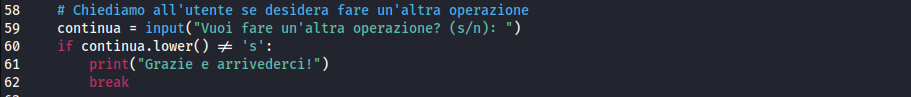 58 # Chiediamo all'utente se desidera fare un'altra operazione
59 continua = input("Vuoi fare un'altra operazione? (s/n): ")
60 if continua.lower() ≠ 's':
61 print("Grazie e arrivederci!")
62 break